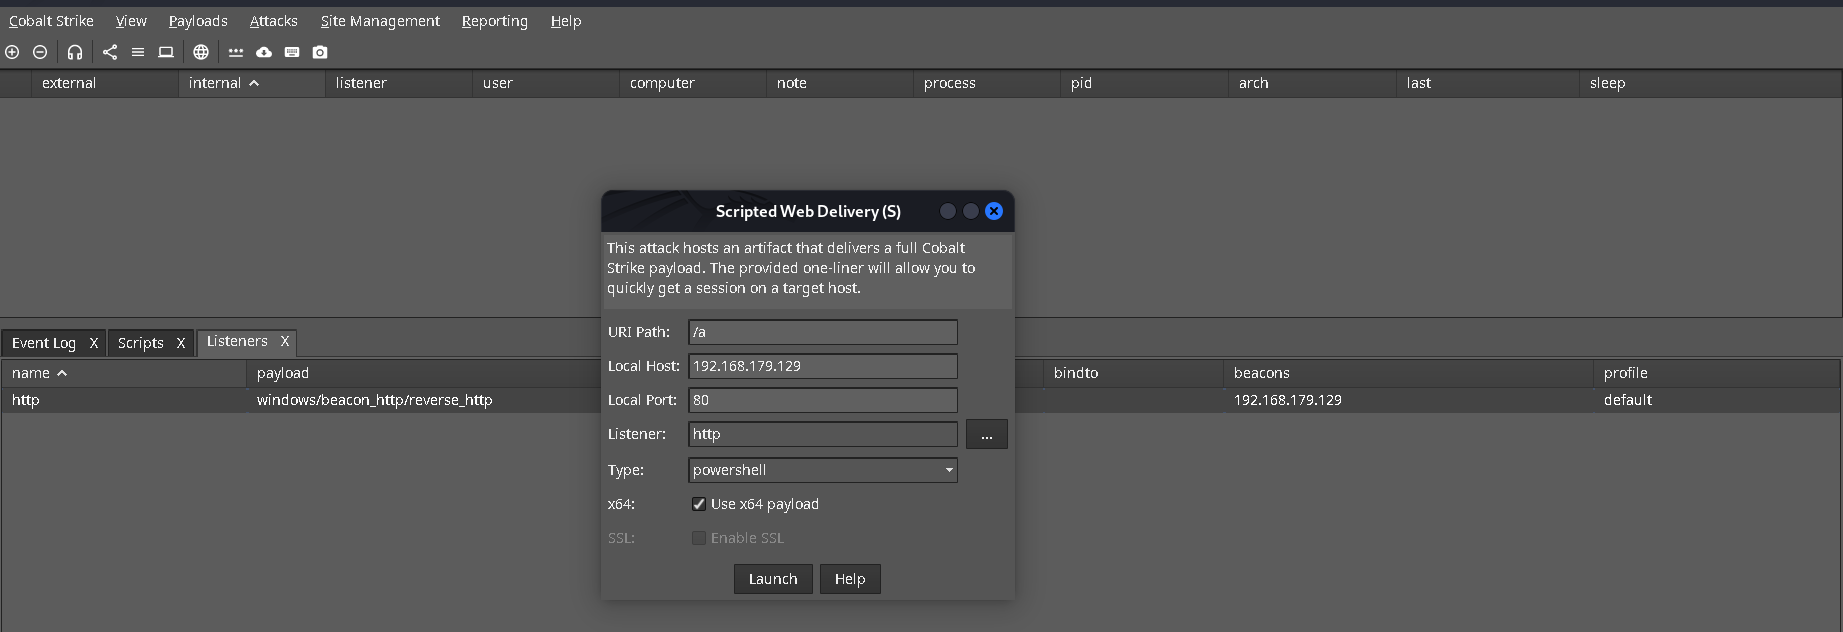 Cobalt Strike View Payloads Attacks Site Management Reporting Help
external internal listener user computer note process pid arch last sleep
Scripted Web Delivery (S)
This attack hosts an artifact that delivers a full Cobalt
Strike payload. The provided one-liner will allow you to
quickly get a session on a target host.
URI Path: /a
Local Host: 192.168.179.129
Local Port: 80
Listener: http ...
Type: powershell
x64: Use x64 payload
SSL: Enable SSL
Launch Help
Event Log X Scripts X Listeners X
name payload bindto beacons profile
http windows/beacon_http/reverse_http 192.168.179.129 default